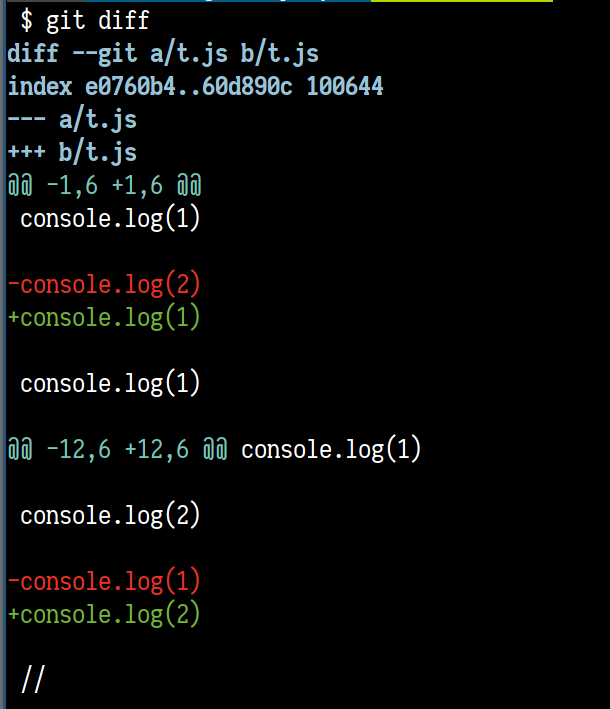 $ git diff
diff --git a/t.js b/t.js
index e0760b4..60d890c 100644
--- a/t.js
+++ b/t.js
@@ -1,6 +1,6 @@
 console.log(1)

-console.log(2)
+console.log(1)

 console.log(1)

@@ -12,6 +12,6 @@ console.log(1)

 console.log(2)

-console.log(1)
+console.log(2)

 //